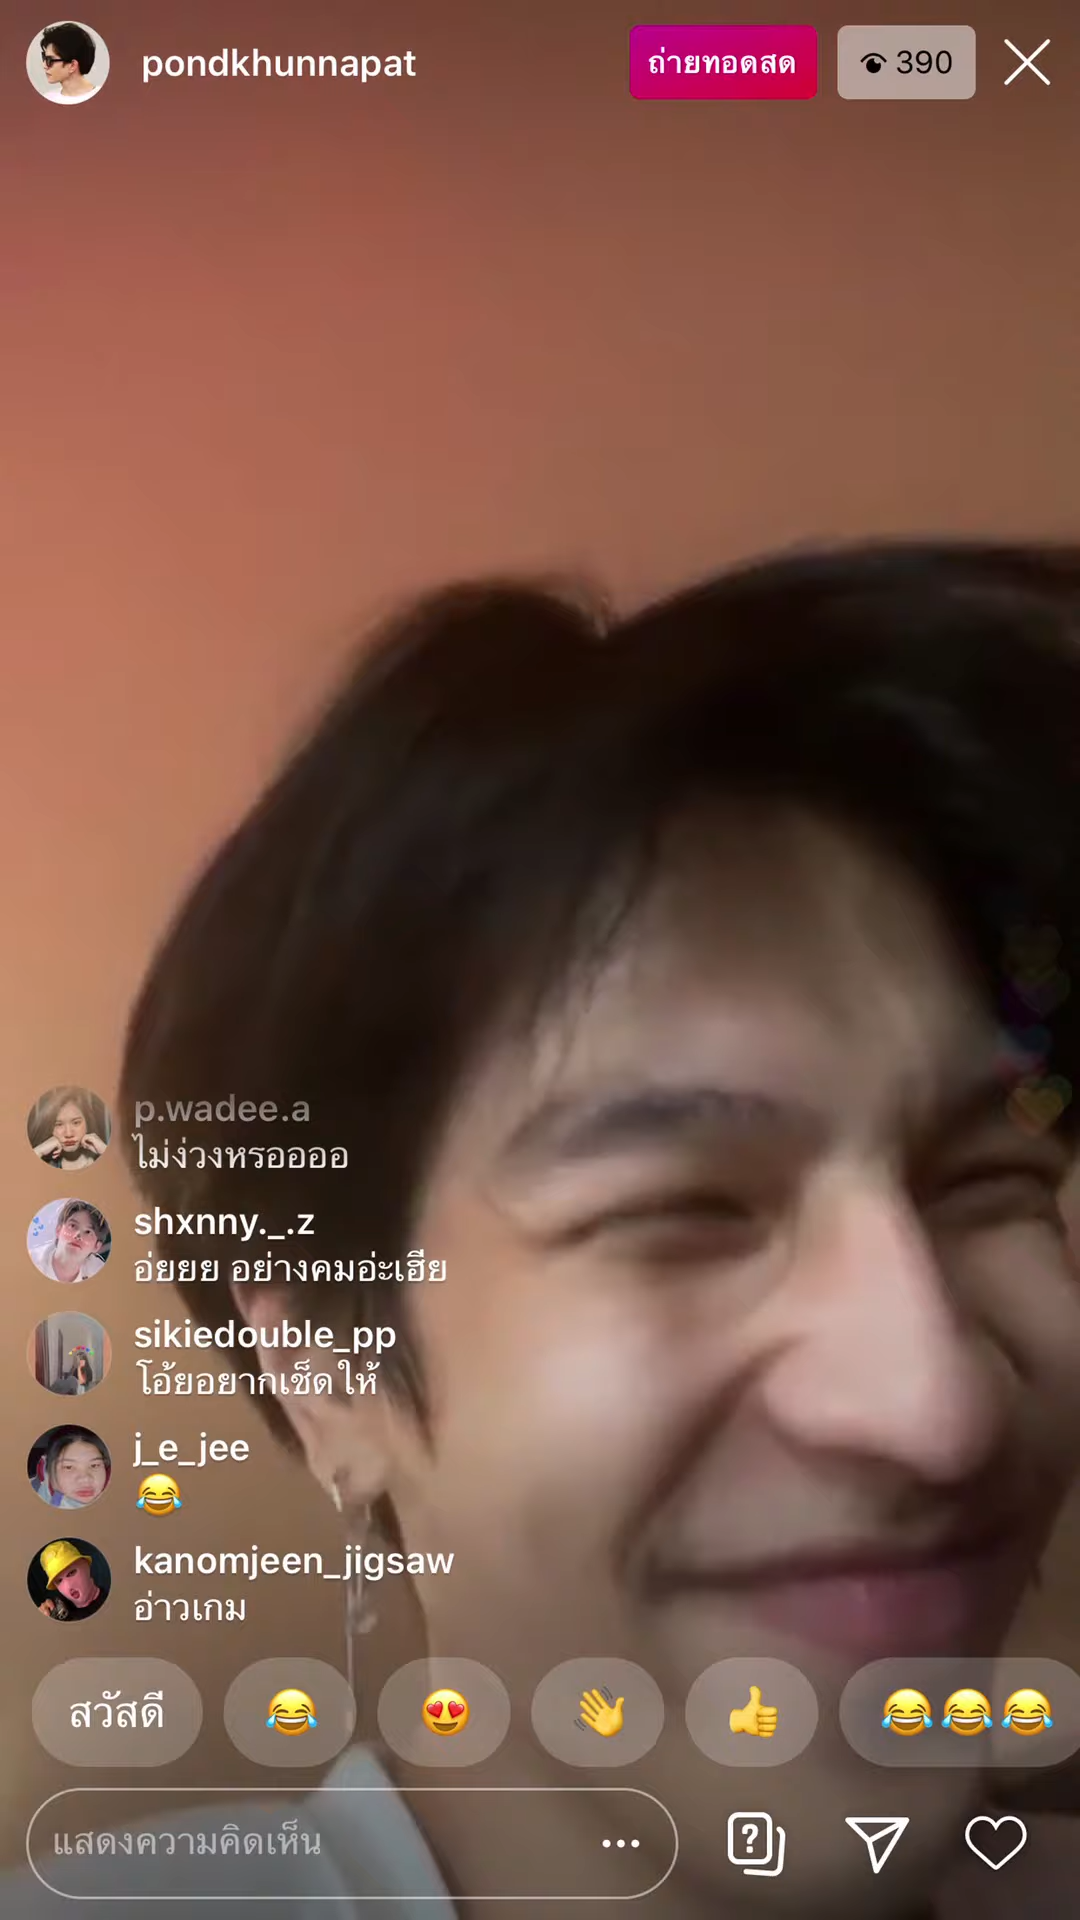 pondkhunnapat
ถ่ายทอดสด
390
p.wadee.a
ไม่ง่วงหรออออ
shxnny._.z
อ่ยยย อย่างคมอ่ะเฮีย
sikiedouble_pp
โอ้ยอยากเช็ดให้
j_e_jee
😂
kanomjeen_jigsaw
อ่าวเกม
สวัสดี 😂 😍 👋 👍 😂😂😂
แสดงความคิดเห็น